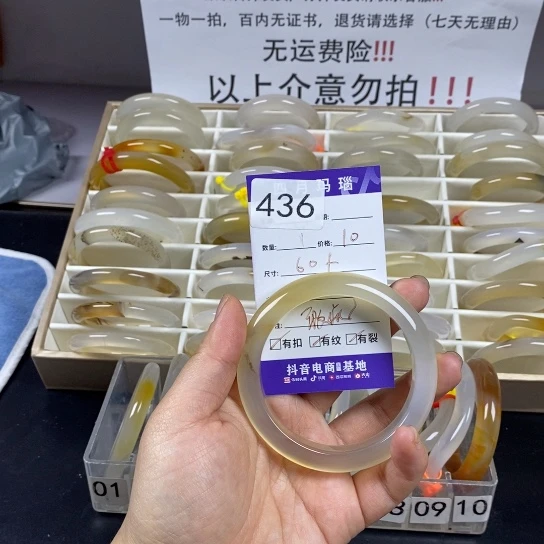 一物一拍，百内无证书，退货请选择（七天无理由）
无运费险!!!
以上介意勿拍！！！
月玛瑙
436
数量: 1 价格: 10
尺寸: 60+
☑有扣 ☑有纹 ☑有裂
抖音电商 基地
01
09 10